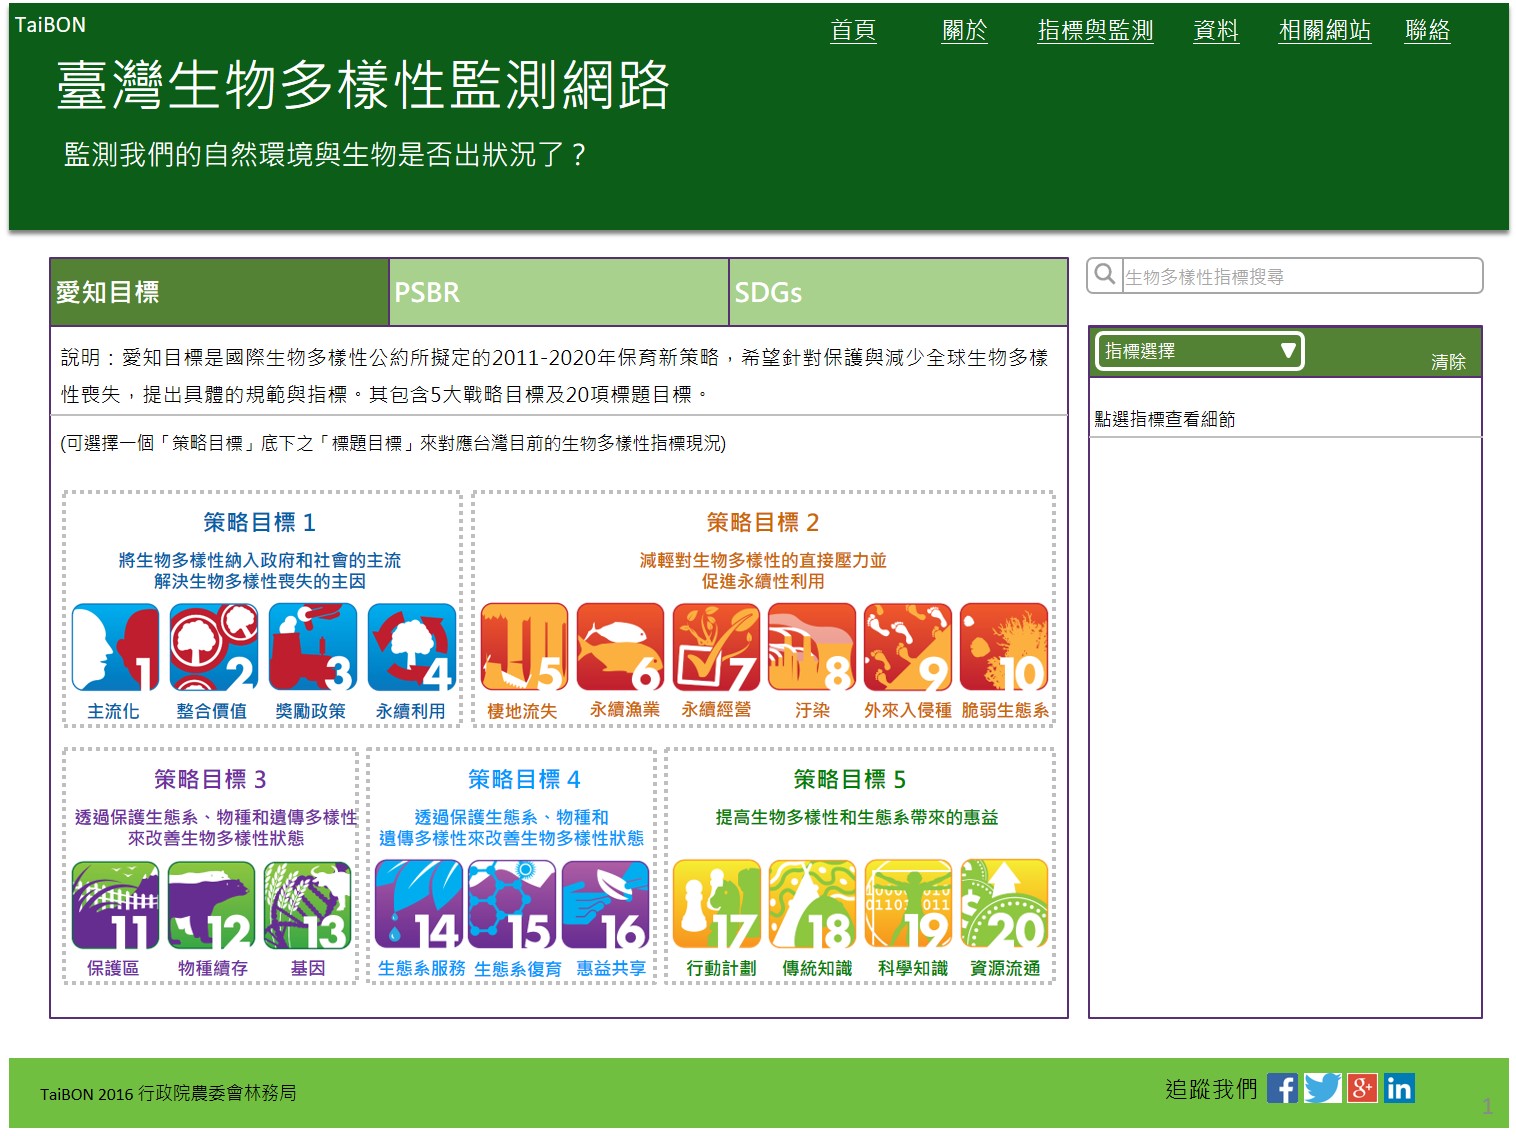 TaiBON
首頁 關於 指標與監測 資料 相關網站 聯絡
臺灣生物多樣性監測網路
監測我們的自然環境與生物是否出狀況了？
愛知目標 PSBR SDGs
生物多樣性指標搜尋
說明：愛知目標是國際生物多樣性公約所擬定的2011-2020年保育新策略，希望針對保護與減少全球生物多樣
性喪失，提出具體的規範與指標。其包含5大戰略目標及20項標題目標。
(可選擇一個「策略目標」底下之「標題目標」來對應台灣目前的生物多樣性指標現況)
指標選擇 ▼
清除
點選指標查看細節
策略目標 1
將生物多樣性納入政府和社會的主流
解決生物多樣性喪失的主因
1 2 3 4
主流化 整合價值 獎勵政策 永續利用
策略目標 2
減輕對生物多樣性的直接壓力並
促進永續性利用
5 6 7 8 9 10
棲地流失 永續漁業 永續經營 汙染 外來入侵種 脆弱生態系
策略目標 3
透過保護生態系、物種和遺傳多樣性
來改善生物多樣性狀態
11 12 13
保護區 物種續存 基因
策略目標 4
透過保護生態系、物種和
遺傳多樣性來改善生物多樣性狀態
14 15 16
生態系服務 生態系復育 惠益共享
策略目標 5
提高生物多樣性和生態系帶來的惠益
17 18 19 20
行動計劃 傳統知識 科學知識 資源流通
TaiBON 2016 行政院農委會林務局
追蹤我們 f g+ in
1